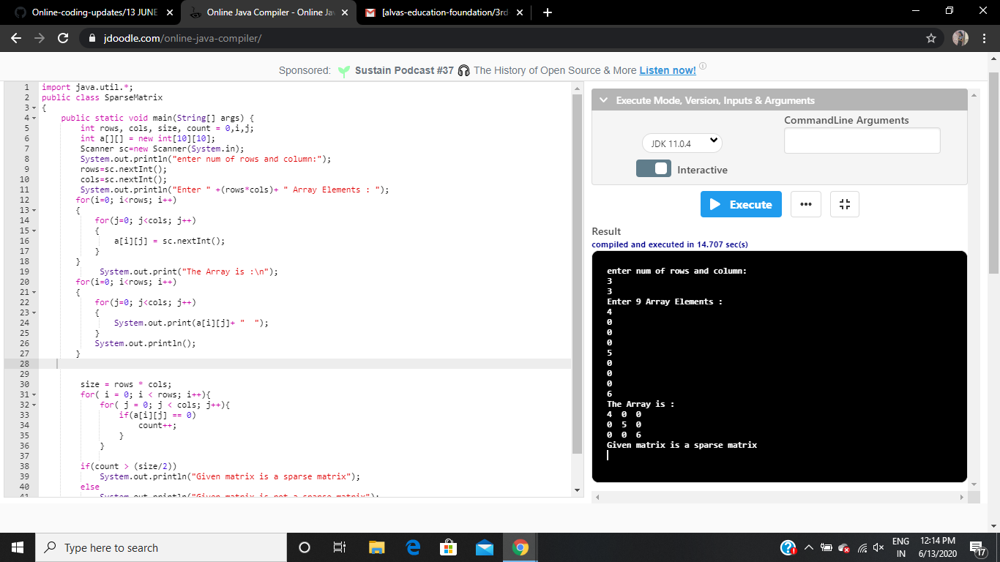 Online-coding-updates/13 JUNE
Online Java Compiler - Online Jav
[alvas-education-foundation/3rd
jdoodle.com/online-java-compiler/
Sponsored: Sustain Podcast #37 The History of Open Source & More Listen now!
1 import java.util.*;
2 public class SparseMatrix
3 {
4 public static void main(String[] args) {
5 int rows, cols, size, count = 0,i,j;
6 int a[][] = new int[10][10];
7 Scanner sc=new Scanner(System.in);
8 System.out.println("enter num of rows and column:");
9 rows=sc.nextInt();
10 cols=sc.nextInt();
11 System.out.println("Enter " +(rows*cols)+ " Array Elements : ");
12 for(i=0; i<rows; i++)
13 {
14 for(j=0; j<cols; j++)
15 {
16 a[i][j] = sc.nextInt();
17 }
18 }
19 System.out.print("The Array is :\n");
20 for(i=0; i<rows; i++)
21 {
22 for(j=0; j<cols; j++)
23 {
24 System.out.print(a[i][j]+ "  ");
25 }
26 System.out.println();
27 }
28
29
30 size = rows * cols;
31 for( i = 0; i < rows; i++){
32 for( j = 0; j < cols; j++){
33 if(a[i][j] == 0)
34 count++;
35 }
36 }
37
38 if(count > (size/2))
39 System.out.println("Given matrix is a sparse matrix");
40 else
41 System.out.println("Given matrix is not a sparse matrix");
Execute Mode, Version, Inputs & Arguments
CommandLine Arguments
JDK 11.0.4
Interactive
Execute
Result
compiled and executed in 14.707 sec(s)
enter num of rows and column:
3
3
Enter 9 Array Elements :
4
0
0
0
5
0
0
0
6
The Array is :
4 0 0
0 5 0
0 0 6
Given matrix is a sparse matrix
Type here to search
ENG
IN
12:14 PM
6/13/2020
17